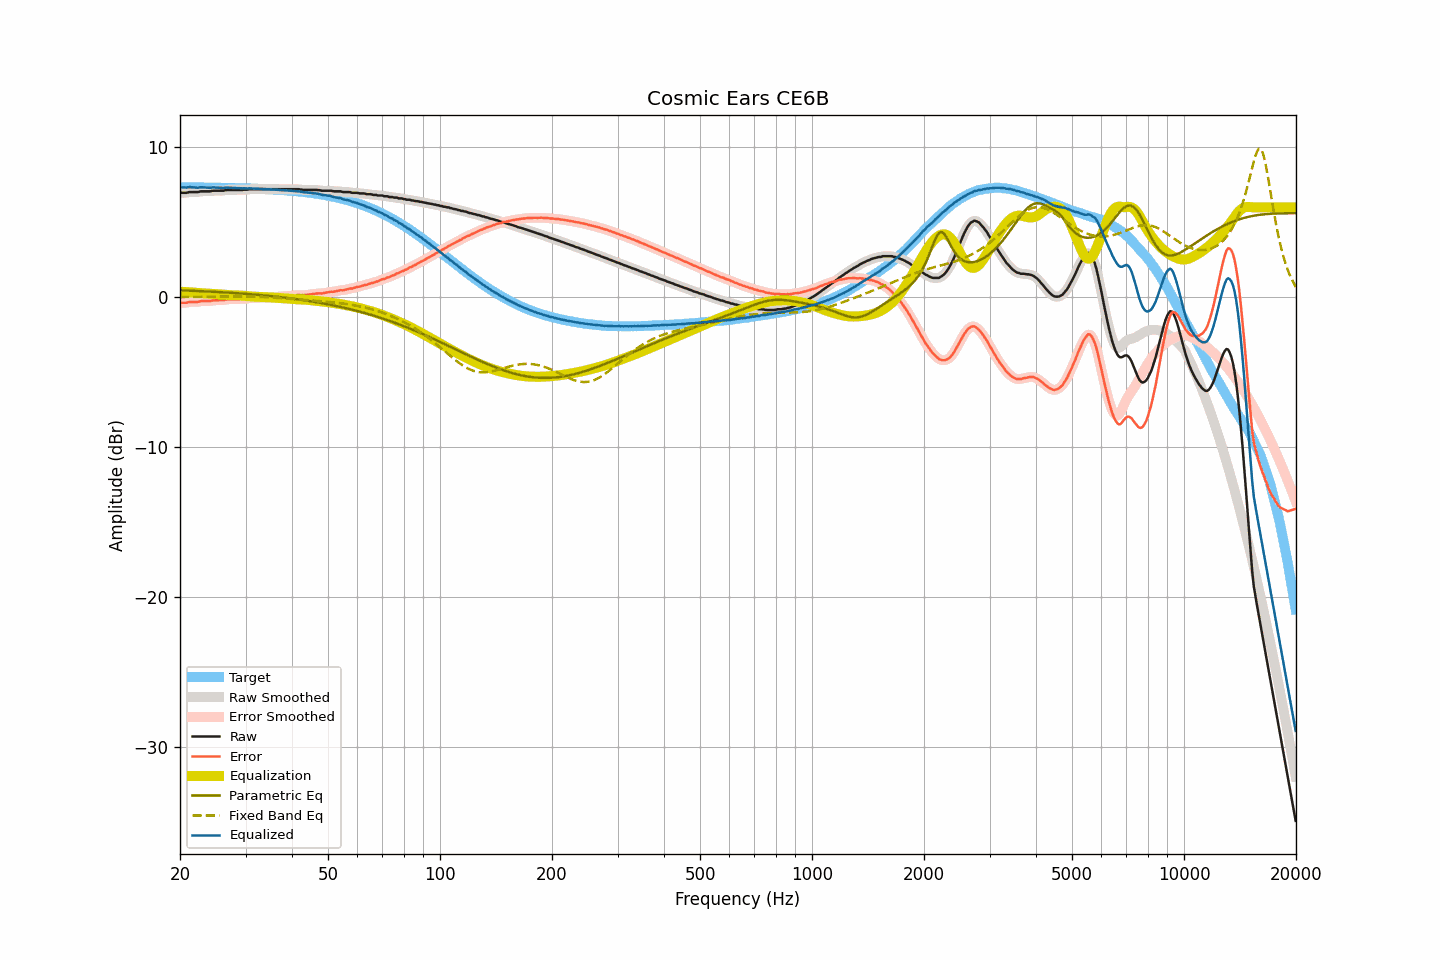 Cosmic Ears CE6B
10
0
−10
−20
−30
Amplitude (dBr)
Target
Raw Smoothed
Error Smoothed
Raw
Error
Equalization
Parametric Eq
Fixed Band Eq
Equalized
20 50 100 200 500 1000 2000 5000 10000 20000
Frequency (Hz)